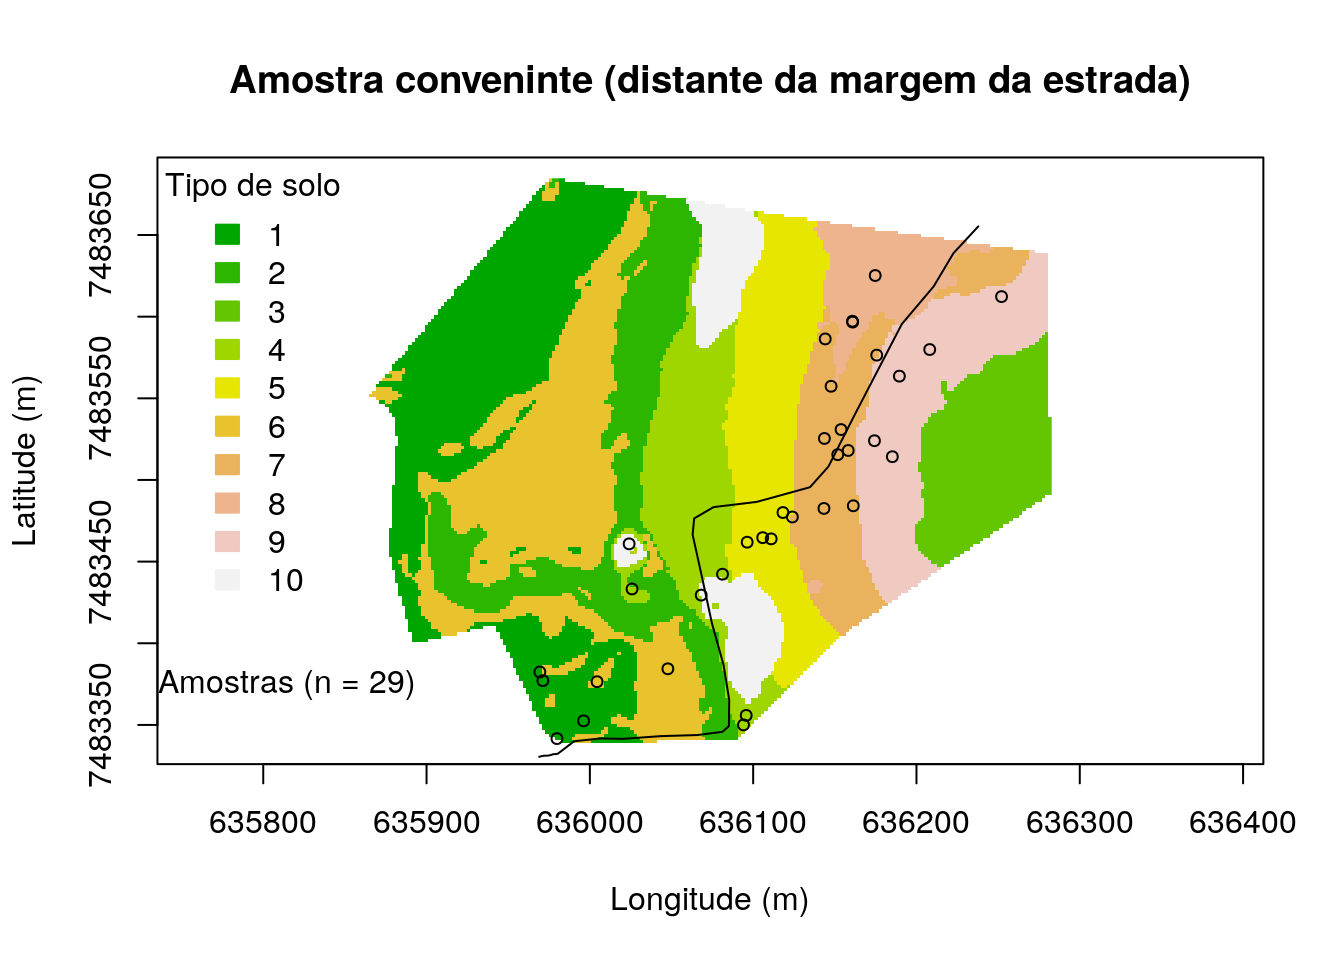 Amostra conveninte (distante da margem da estrada)
Tipo de solo
1
2
3
4
5
6
7
8
9
10
Amostras (n = 29)
Latitude (m)
7483650
7483550
7483450
7483350
635800 635900 636000 636100 636200 636300 636400
Longitude (m)